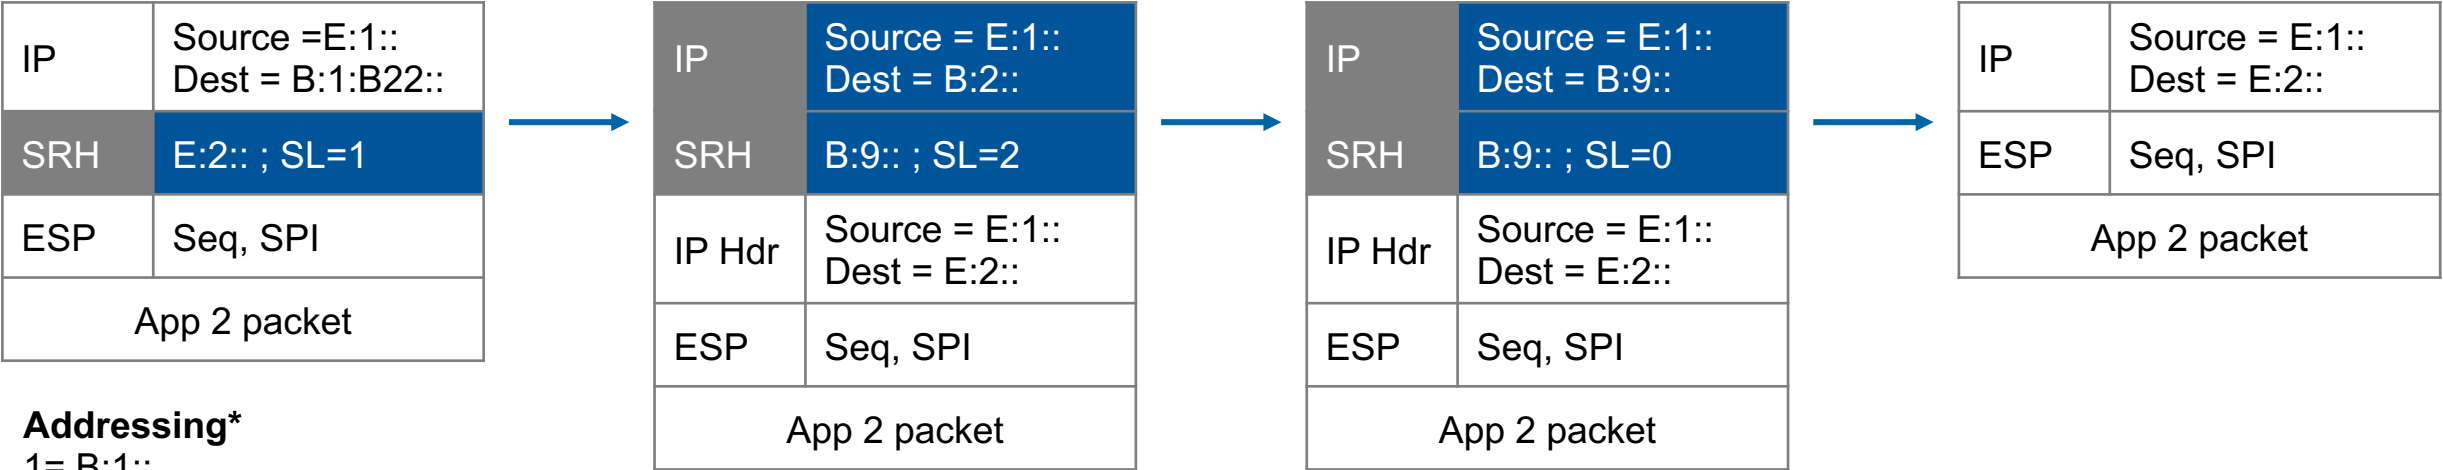 IP
Source =E:1::
Dest = B:1:B22::
SRH
E:2:: ; SL=1
ESP
Seq, SPI
App 2 packet
IP
Source = E:1::
Dest = B:2::
SRH
B:9:: ; SL=2
IP Hdr
Source = E:1::
Dest = E:2::
ESP
Seq, SPI
App 2 packet
IP
Source = E:1::
Dest = B:9::
SRH
B:9:: ; SL=0
IP Hdr
Source = E:1::
Dest = E:2::
ESP
Seq, SPI
App 2 packet
IP
Source = E:1::
Dest = E:2::
ESP
Seq, SPI
App 2 packet
Addressing*
1= B:1::